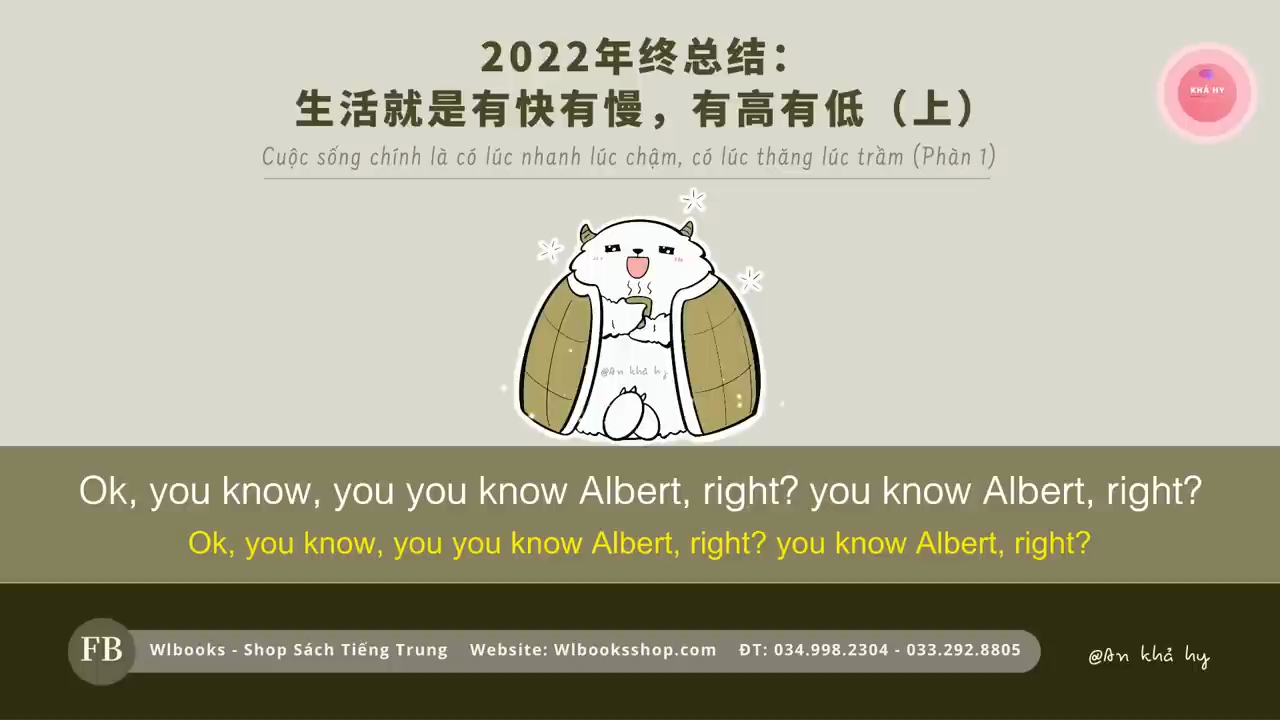 2022年终总结：
生活就是有快有慢，有高有低（上）
Cuộc sống chính là có lúc nhanh lúc chậm, có lúc thăng lúc trầm (Phần 1)
KHẢ HY
@An khả hy
Ok, you know, you you know Albert, right? you know Albert, right?
Ok, you know, you you know Albert, right? you know Albert, right?
FB
Wlbooks - Shop Sách Tiếng Trung Website: Wlbooksshop.com ĐT: 034.998.2304 - 033.292.8805
@An khả hy